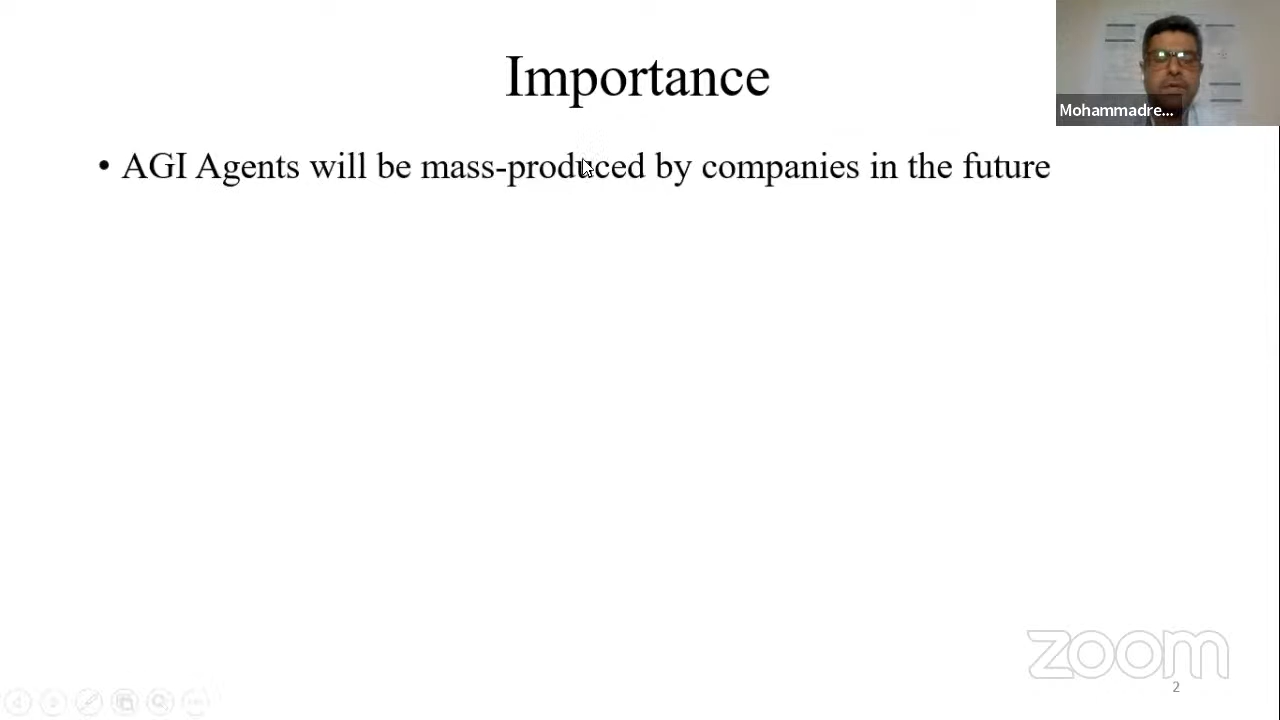 Importance
Mohammadre...
• AGI Agents will be mass-produced by companies in the future
zoom
2